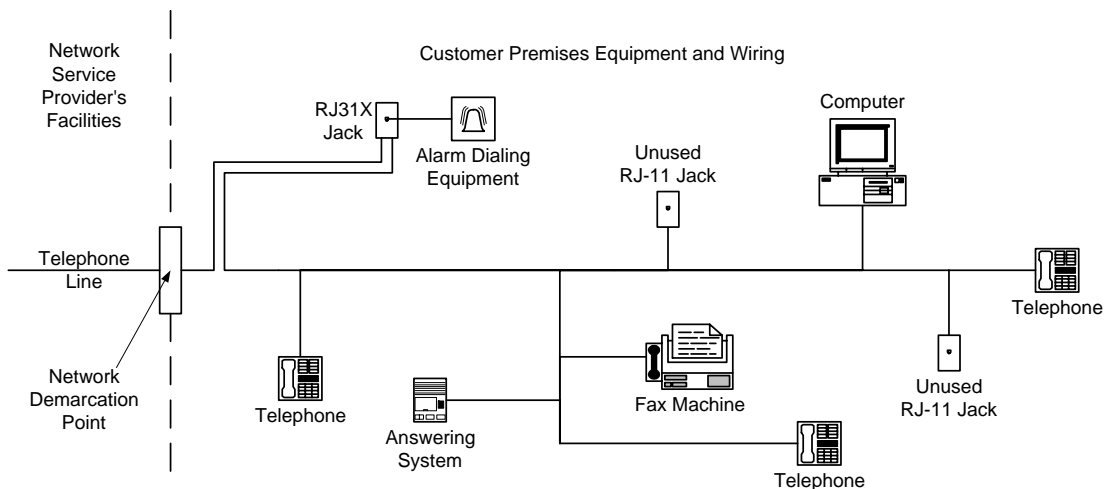 Network
Service
Provider's
Facilities
Customer Premises Equipment and Wiring
RJ31X
Jack
Alarm Dialing
Equipment
Unused
RJ-11 Jack
Computer
Telephone
Line
Telephone
Network
Demarcation
Point
Telephone
Answering
System
Fax Machine
Unused
RJ-11 Jack
Telephone